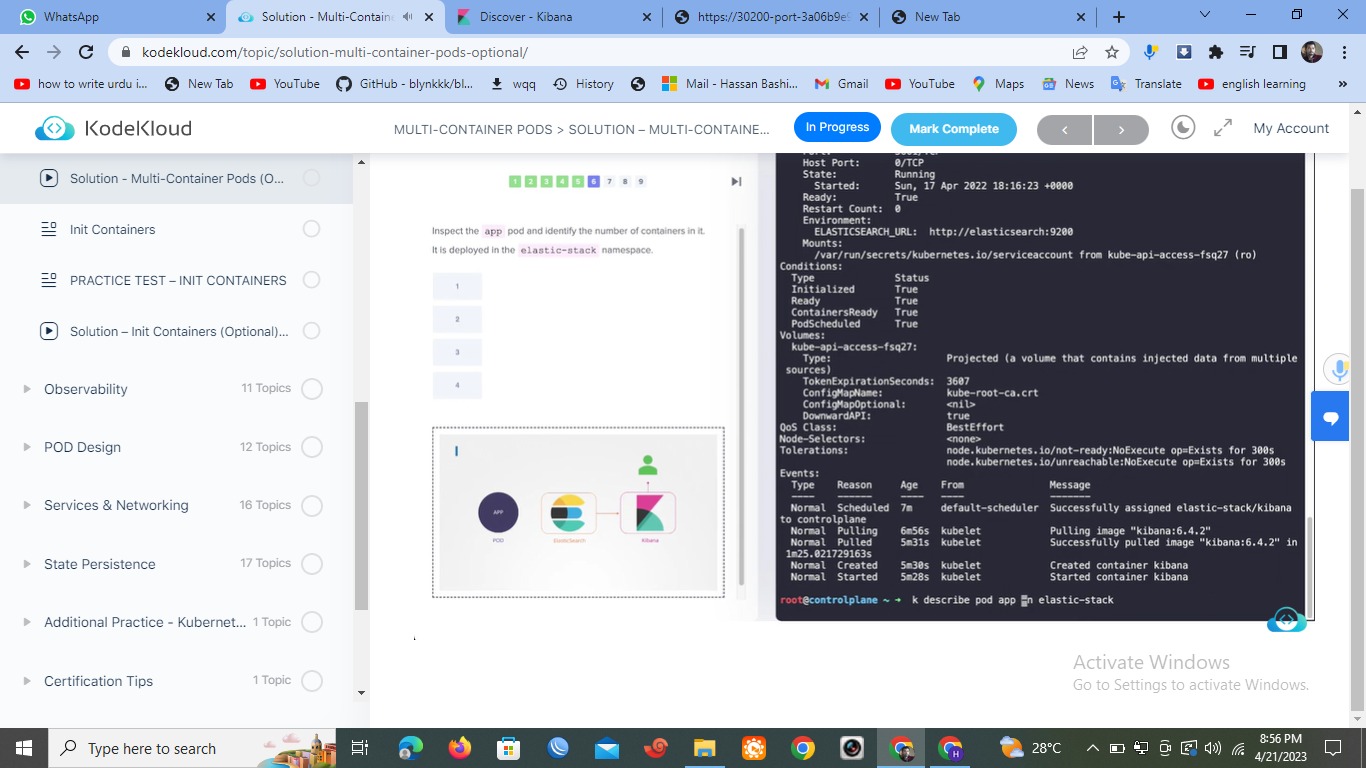 WhatsApp
Solution - Multi-Contain
Discover - Kibana
https://30200-port-3a06b9e9
New Tab
kodekloud.com/topic/solution-multi-container-pods-optional/
how to write urdu i...
New Tab
YouTube
GitHub - blynkk/bl...
wqq
History
Mail - Hassan Bashi...
Gmail
YouTube
Maps
News
Translate
english learning
»
KodeKloud
MULTI-CONTAINER PODS > SOLUTION – MULTI-CONTAINE...
In Progress
Mark Complete
<
>
My Account
Solution - Multi-Container Pods (O...
Init Containers
PRACTICE TEST – INIT CONTAINERS
Solution – Init Containers (Optional)...
Observability 11 Topics
POD Design 12 Topics
Services & Networking 16 Topics
State Persistence 17 Topics
Additional Practice - Kubernet... 1 Topic
Certification Tips 1 Topic
1 2 3 4 5 6 7 8 9
Inspect the app pod and identify the number of containers in it.
It is deployed in the elastic-stack namespace.
1
2
3
4
APP
POD
ElasticSearch
Kibana
Host Port: 0/TCP
State: Running
Started: Sun, 17 Apr 2022 18:16:23 +0000
Ready: True
Restart Count: 0
Environment:
ELASTICSEARCH_URL: http://elasticsearch:9200
Mounts:
/var/run/secrets/kubernetes.io/serviceaccount from kube-api-access-fsq27 (ro)
Conditions:
Type Status
Initialized True
Ready True
ContainersReady True
PodScheduled True
Volumes:
kube-api-access-fsq27:
Type: Projected (a volume that contains injected data from multiple
sources)
TokenExpirationSeconds: 3607
ConfigMapName: kube-root-ca.crt
ConfigMapOptional: <nil>
DownwardAPI: true
QoS Class: BestEffort
Node-Selectors: <none>
Tolerations: node.kubernetes.io/not-ready:NoExecute op=Exists for 300s
node.kubernetes.io/unreachable:NoExecute op=Exists for 300s
Events:
Type Reason Age From Message
---- ------ ---- ---- -------
Normal Scheduled 7m default-scheduler Successfully assigned elastic-stack/kibana
to controlplane
Normal Pulling 6m56s kubelet Pulling image "kibana:6.4.2"
Normal Pulled 5m31s kubelet Successfully pulled image "kibana:6.4.2" in
1m25.021729163s
Normal Created 5m30s kubelet Created container kibana
Normal Started 5m28s kubelet Started container kibana
root@controlplane ~ ➜ k describe pod app -n elastic-stack
Activate Windows
Go to Settings to activate Windows.
Type here to search
28°C
8:56 PM
4/21/2023